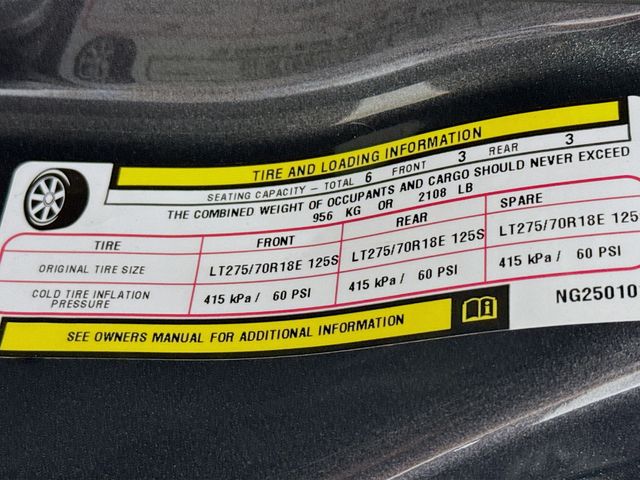 TIRE AND LOADING INFORMATION
SEATING CAPACITY – TOTAL 6 FRONT 3 REAR 3
THE COMBINED WEIGHT OF OCCUPANTS AND CARGO SHOULD NEVER EXCEED
956 KG OR 2108 LB
TIRE FRONT REAR SPARE
ORIGINAL TIRE SIZE LT275/70R18E 125S LT275/70R18E 125S LT275/70R18E 125S
COLD TIRE INFLATION
PRESSURE 415 kPa / 60 PSI 415 kPa / 60 PSI 415 kPa / 60 PSI
SEE OWNERS MANUAL FOR ADDITIONAL INFORMATION
NG25010